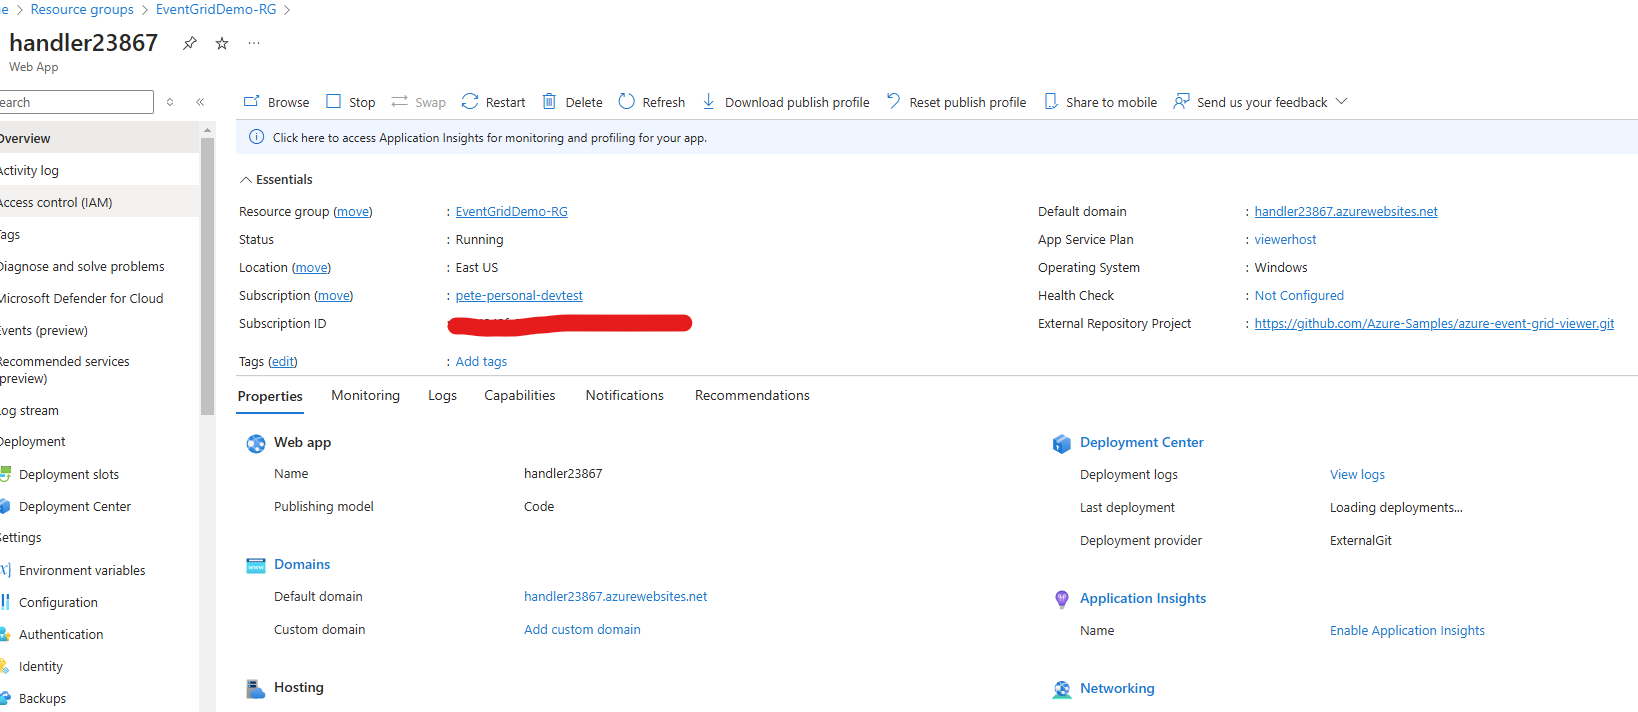 Resource groups > EventGridDemo-RG >
handler23867
Web App
Browse Stop Swap Restart Delete Refresh Download publish profile Reset publish profile Share to mobile Send us your feedback
Click here to access Application Insights for monitoring and profiling for your app.
Overview
Activity log
Access control (IAM)
Tags
Diagnose and solve problems
Microsoft Defender for Cloud
Events (preview)
Recommended services
(preview)
Log stream
Deployment
Deployment slots
Deployment Center
Settings
Environment variables
Configuration
Authentication
Identity
Backups
Essentials
Resource group (move) : EventGridDemo-RG
Status : Running
Location (move) : East US
Subscription (move) : pete-personal-devtest
Subscription ID
Tags (edit) : Add tags
Default domain : handler23867.azurewebsites.net
App Service Plan : viewerhost
Operating System : Windows
Health Check : Not Configured
External Repository Project : https://github.com/Azure-Samples/azure-event-grid-viewer.git
Properties Monitoring Logs Capabilities Notifications Recommendations
Web app
Name handler23867
Publishing model Code
Domains
Default domain handler23867.azurewebsites.net
Custom domain Add custom domain
Hosting
Deployment Center
Deployment logs View logs
Last deployment Loading deployments...
Deployment provider ExternalGit
Application Insights
Name Enable Application Insights
Networking